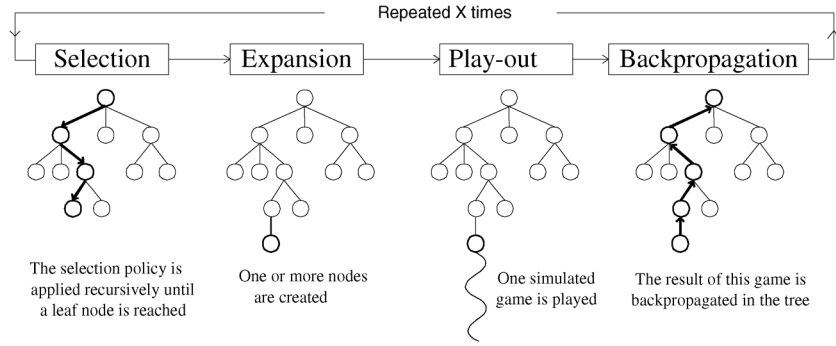 Repeated X times
Selection
Expansion
Play-out
Backpropagation
The selection policy is
applied recursively until
a leaf node is reached
One or more nodes
are created
One simulated
game is played
The result of this game is
backpropagated in the tree